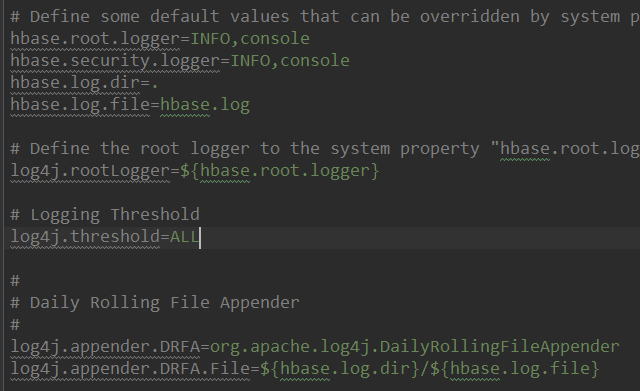 # Define some default values that can be overridden by system p
hbase.root.logger=INFO,console
hbase.security.logger=INFO,console
hbase.log.dir=.
hbase.log.file=hbase.log
# Define the root logger to the system property "hbase.root.log
log4j.rootLogger=${hbase.root.logger}
# Logging Threshold
log4j.threshold=ALL
#
# Daily Rolling File Appender
#
log4j.appender.DRFA=org.apache.log4j.DailyRollingFileAppender
log4j.appender.DRFA.File=${hbase.log.dir}/${hbase.log.file}